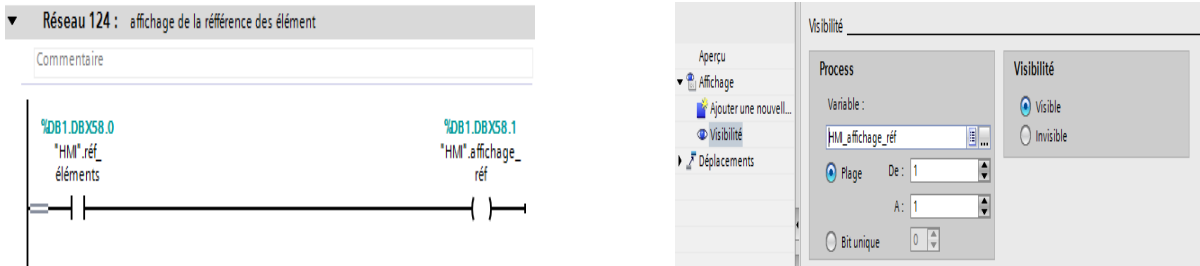 Réseau 124 : affichage de la réfférence des élément
Commentaire
%DB1.DBX58.0
"HMI".réf_
éléments
%DB1.DBX58.1
"HMI".affichage_
réf
Aperçu
Affichage
Ajouter une nouvell...
Visibilité
Déplacements
Visibilité
Process
Variable :
HMI_affichage_réf
...
Plage De : 1
A : 1
Bit unique 0
Visibilité
Visible
Invisible